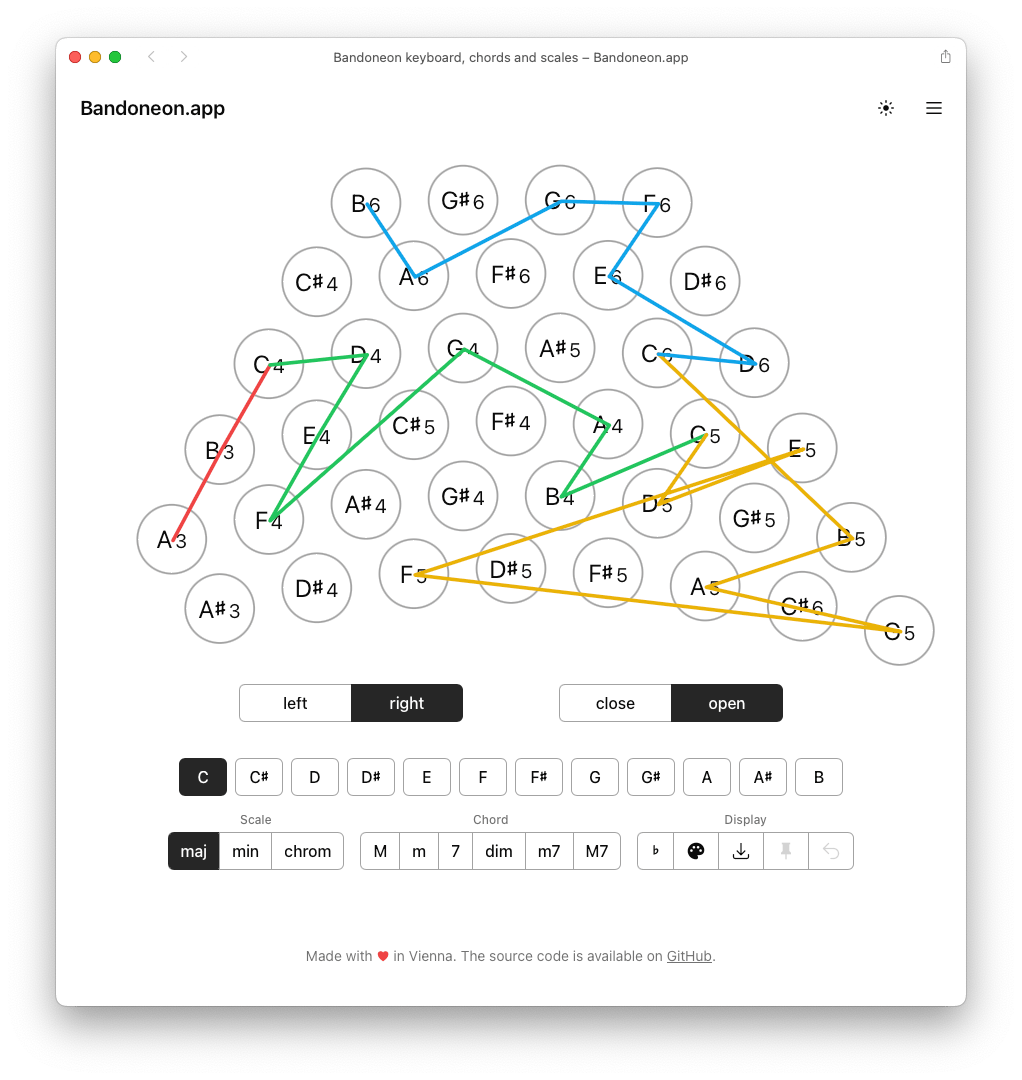 Bandoneon keyboard, chords and scales – Bandoneon.app
Bandoneon.app
B6 G♯6 G6 F6
C♯4 A6 F♯6 E6 D♯6
C4 D4 G4 A♯5 C6 D6
B3 E4 C♯5 F♯4 A4 C5 E5
A3 F4 A♯4 G♯4 B4 D5 G♯5 B5
A♯3 D♯4 F5 D♯5 F♯5 A5 C♯6 G5
left right close open
C C♯ D D♯ E F F♯ G G♯ A A♯ B
Scale Chord Display
maj min chrom M m 7 dim m7 M7 ♭
Made with ♥ in Vienna. The source code is available on GitHub.